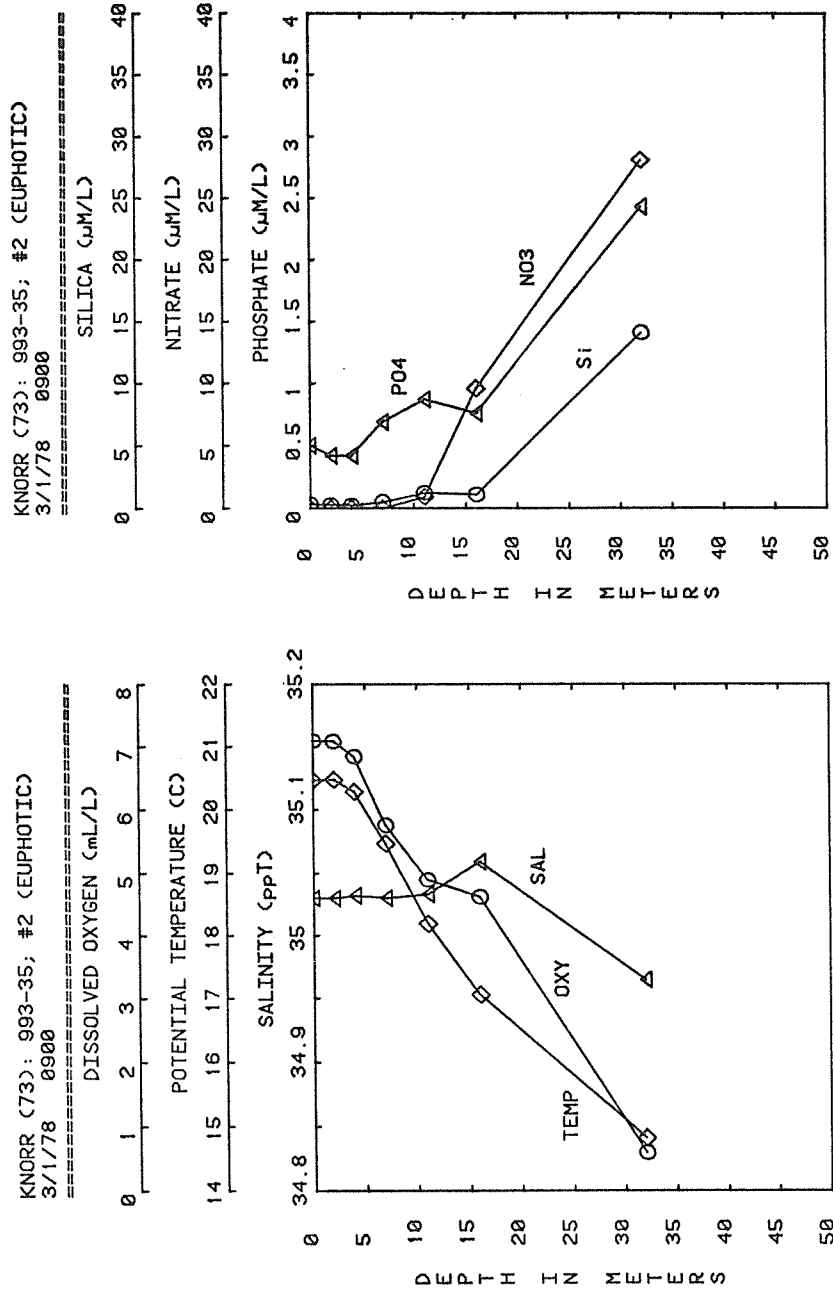 KNORR (73): 993-35; #2 (EUPHOTIC)
3/1/78 0900
==================================
DISSOLVED OXYGEN (mL/L)
0 1 2 3 4 5 6 7 8
POTENTIAL TEMPERATURE (C)
14 15 16 17 18 19 20 21 22
SALINITY (ppT)
34.8 34.9 35 35.1 35.2
0
5
10
15
20
25
30
35
40
45
50
DEPTH IN METERS
TEMP
OXY
SAL
KNORR (73): 993-35; #2 (EUPHOTIC)
3/1/78 0900
==================================
SILICA (μM/L)
0 5 10 15 20 25 30 35 40
NITRATE (μM/L)
0 5 10 15 20 25 30 35 40
PHOSPHATE (μM/L)
0 0.5 1 1.5 2 2.5 3 3.5 4
0
5
10
15
20
25
30
35
40
45
50
DEPTH IN METERS
PO4
NO3
Si